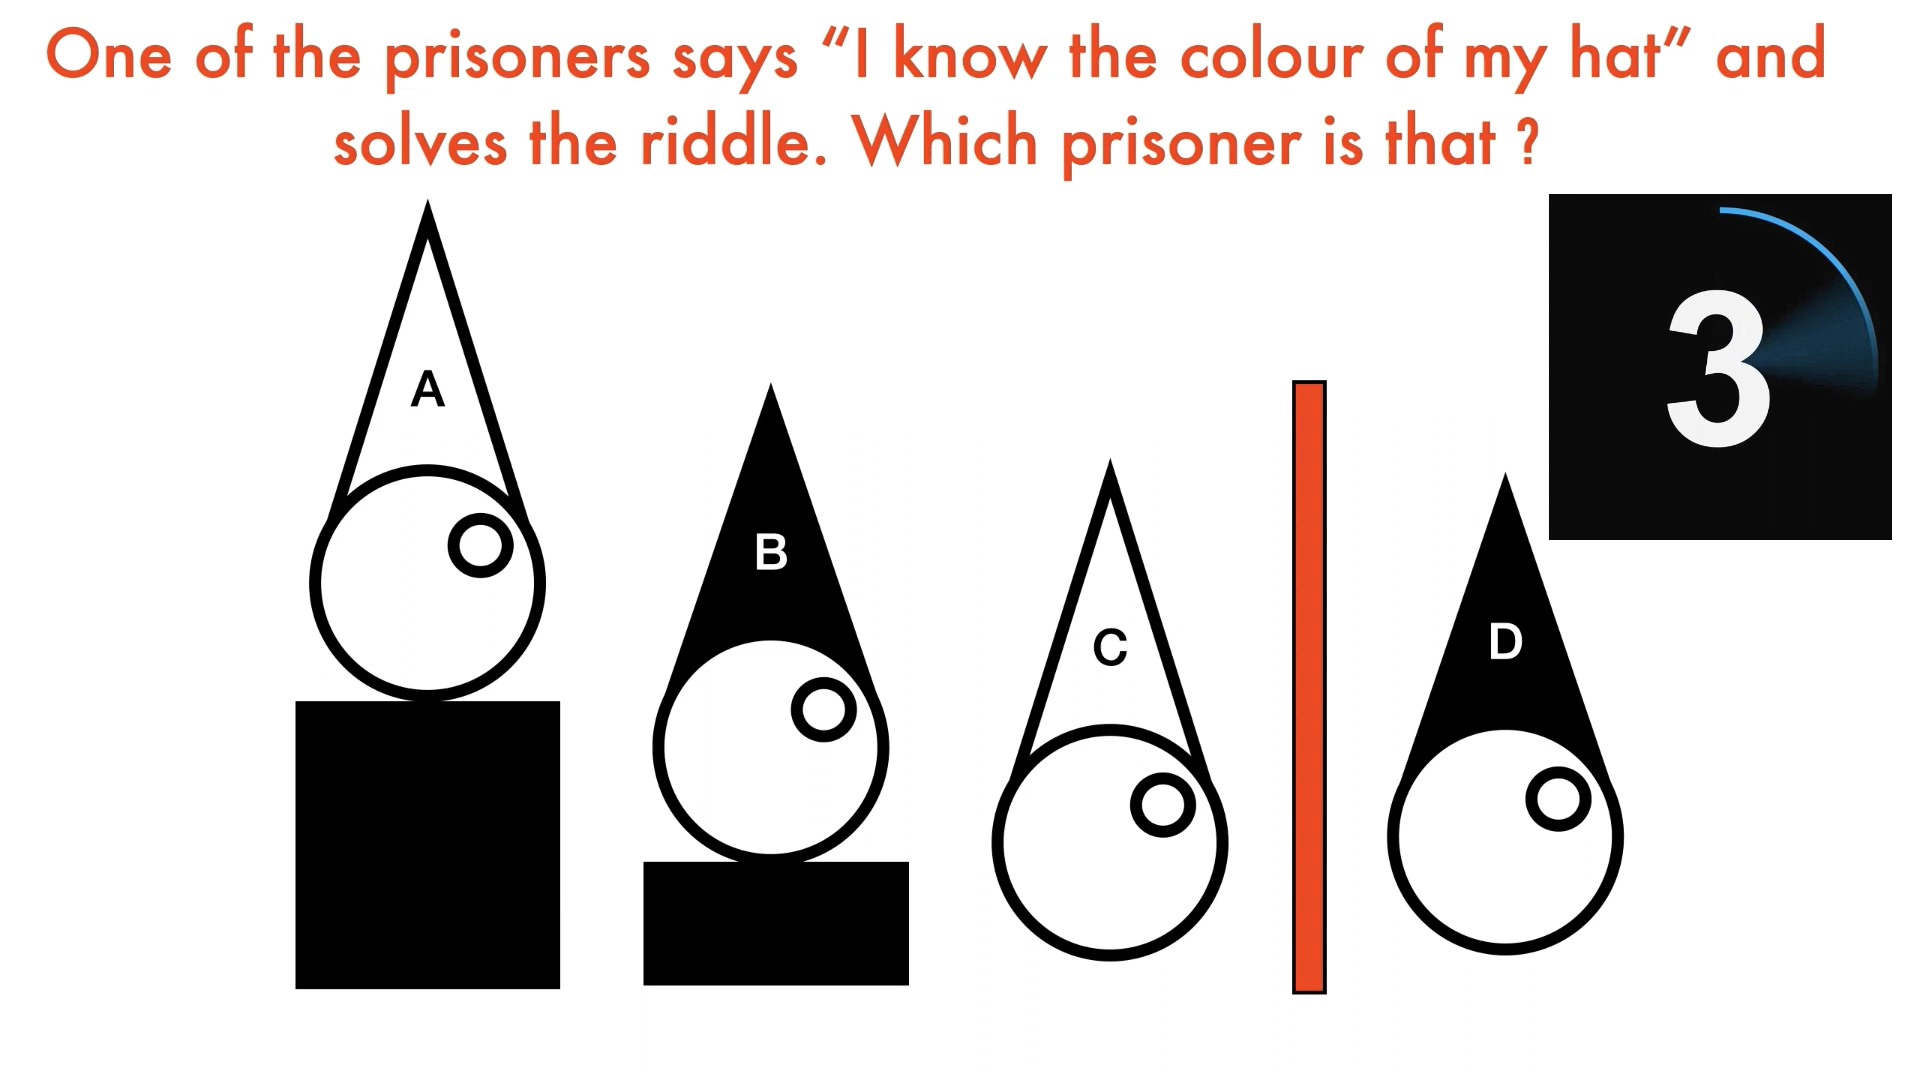 One of the prisoners says “I know the colour of my hat” and
solves the riddle. Which prisoner is that ?
3
A
B
C
D